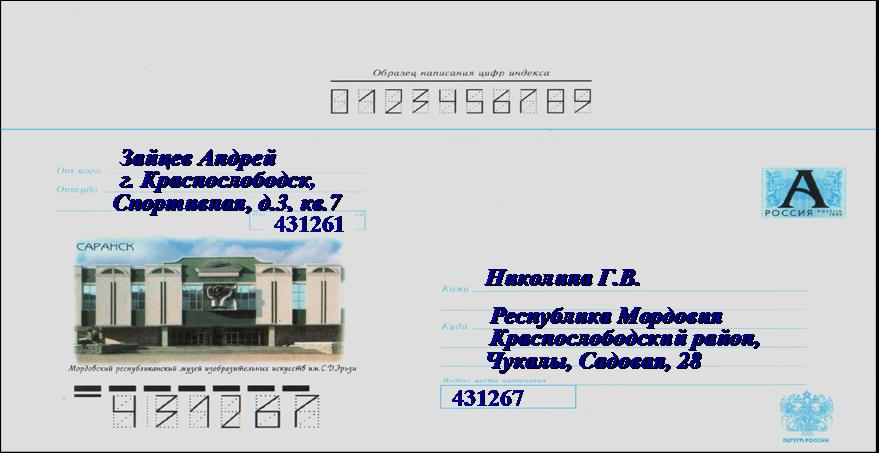 Образец написания цифр индекса
0123456789
От кого
Зайцев Андрей
Откуда
г. Краснослободск,
Спортивная, д.3, кв.7
431261
А
РОССИЯ
САРАНСК
Мордовский республиканский музей изобразительных искусств им.С.Д.Эрьзи
431267
Кому
Николина Г.В.
Куда
Республика Мордовия
Краснослободский район,
Чукалы, Садовая, 28
Индекс места назначения
431267
ПОЧТА РОССИИ